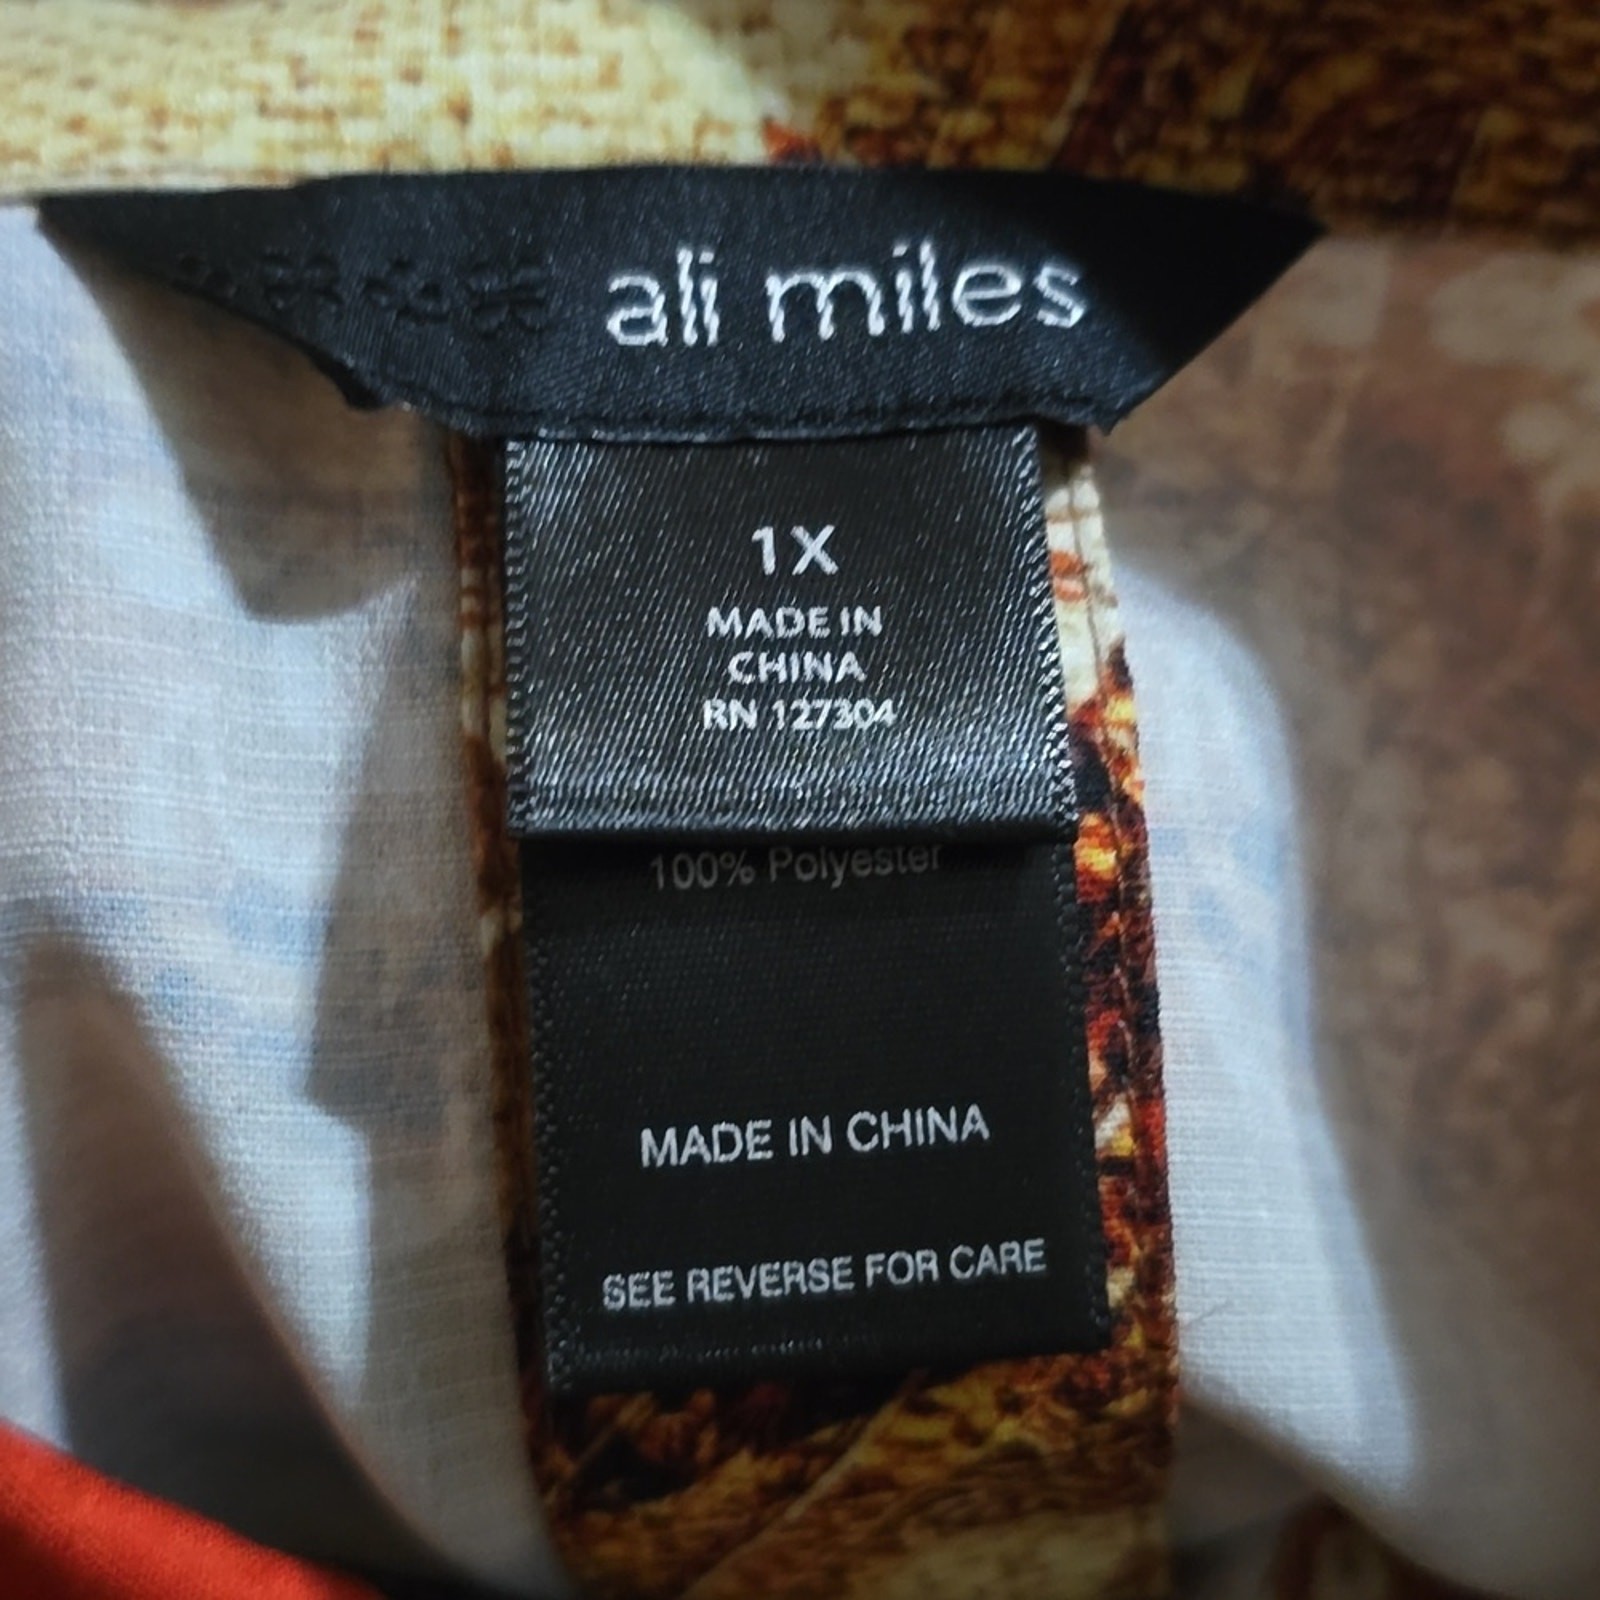 ali miles
1X
MADE IN
CHINA
RN 127304
100% Polyester
MADE IN CHINA
SEE REVERSE FOR CARE